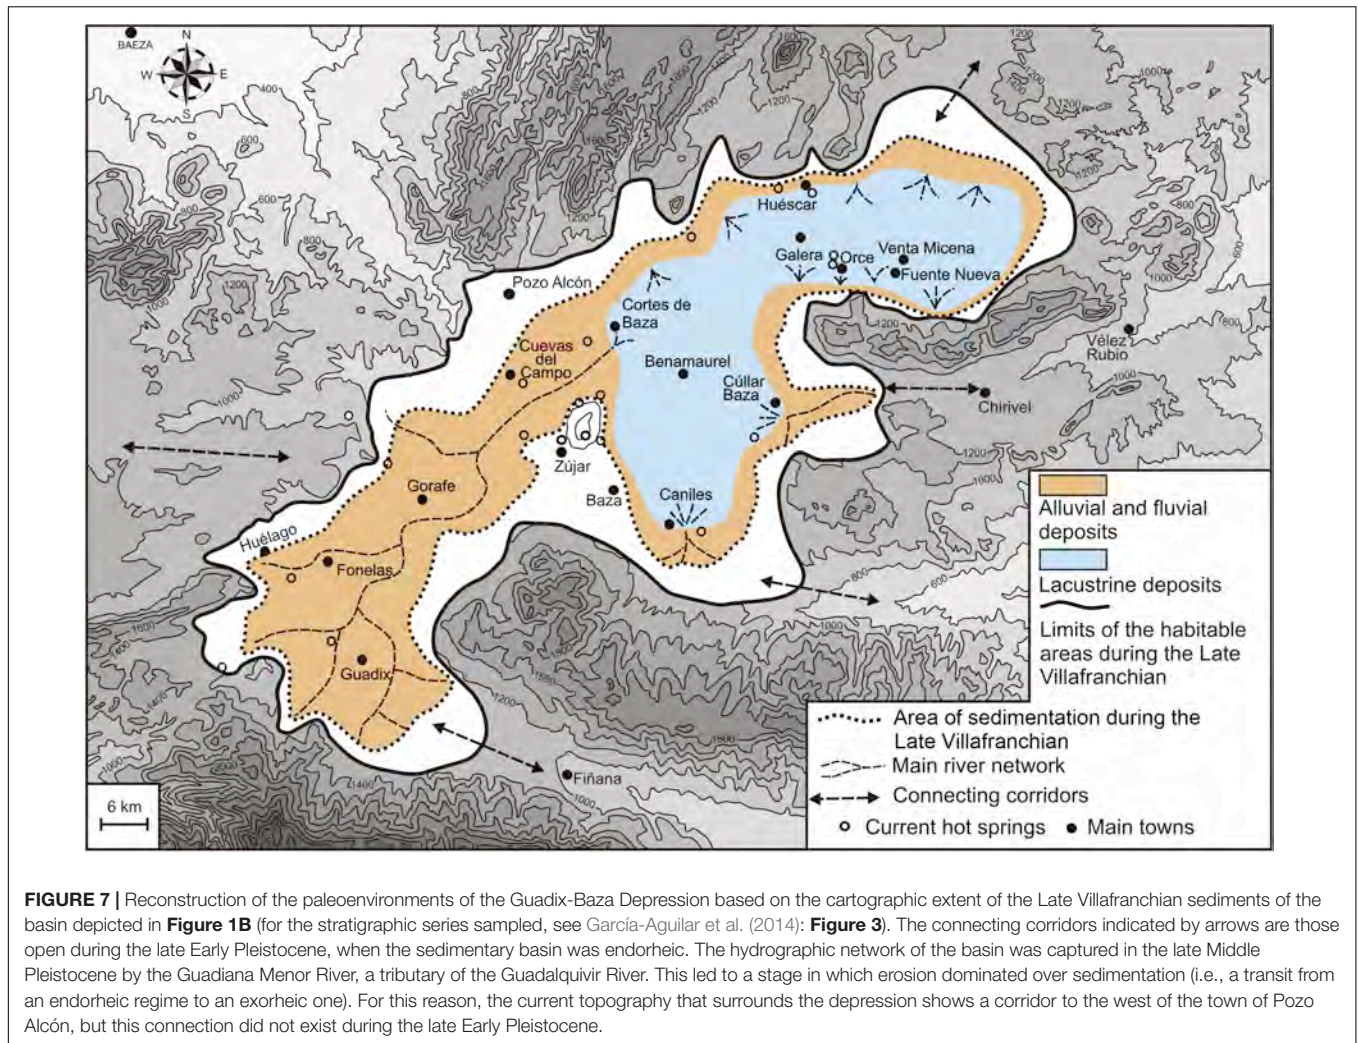 BAEZA
N
W
E
S
400
600
800
1000
1200
1600
Huéscar
Galera
Orce
Venta Micena
Fuente Nueva
Pozo Alcón
Cortes de
Baza
Cuevas
del
Campo
Benamaurel
Cúllar
Baza
Vélez
Rubio
Chirivel
Zújar
Baza
Caniles
Gorafe
Huélago
Fonelas
Guadix
Fiñana
6 km
Alluvial and fluvial
deposits
Lacustrine deposits
Limits of the habitable
areas during the Late
Villafranchian
Area of sedimentation during the
Late Villafranchian
Main river network
Connecting corridors
Current hot springs
Main towns
FIGURE 7 | Reconstruction of the paleoenvironments of the Guadix-Baza Depression based on the cartographic extent of the Late Villafranchian sediments of the
basin depicted in Figure 1B (for the stratigraphic series sampled, see García-Aguilar et al. (2014): Figure 3). The connecting corridors indicated by arrows are those
open during the late Early Pleistocene, when the sedimentary basin was endorheic. The hydrographic network of the basin was captured in the late Middle
Pleistocene by the Guadiana Menor River, a tributary of the Guadalquivir River. This led to a stage in which erosion dominated over sedimentation (i.e., a transit from
an endorheic regime to an exorheic one). For this reason, the current topography that surrounds the depression shows a corridor to the west of the town of Pozo
Alcón, but this connection did not exist during the late Early Pleistocene.